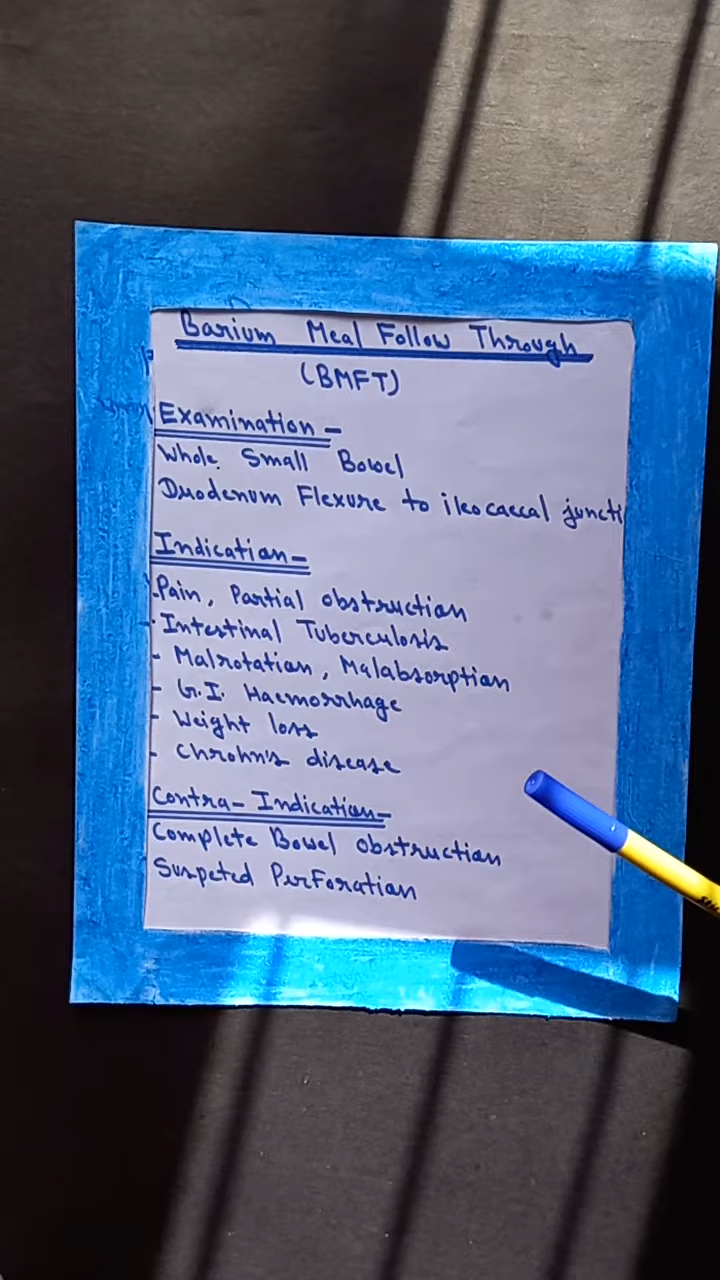 Barium Meal Follow Through
(BMFT)
Examination -
Whole Small Bowel
Duodenum Flexure to ileocaecal juncti
Indication -
- Pain, Partial obstruction
- Intestinal Tuberculosis
- Malrotation, Malabsorption
- G.I. Haemorrhage
- Weight loss
- Chrohn's disease
Contra-Indication -
Complete Bowel obstruction
Suspeted Perforation